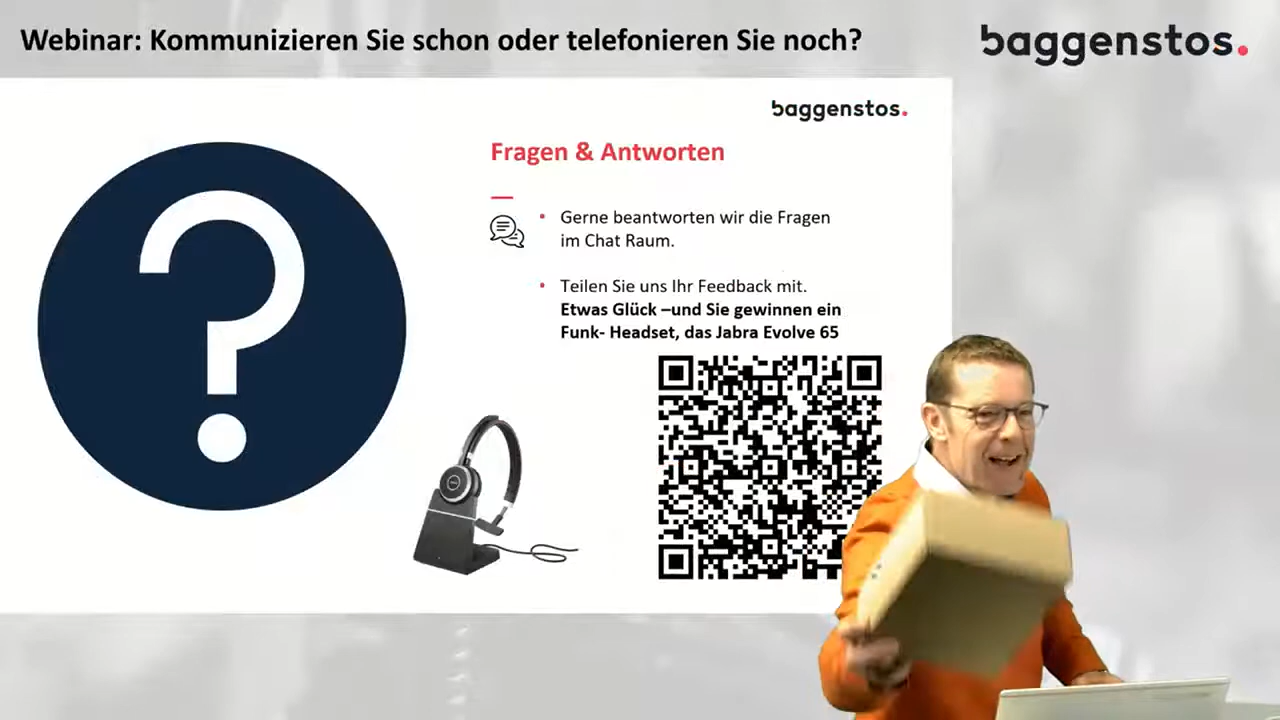 Webinar: Kommunizieren Sie schon oder telefonieren Sie noch?
baggenstos.
baggenstos.
Fragen & Antworten
• Gerne beantworten wir die Fragen
im Chat Raum.
• Teilen Sie uns Ihr Feedback mit.
Etwas Glück –und Sie gewinnen ein
Funk- Headset, das Jabra Evolve 65